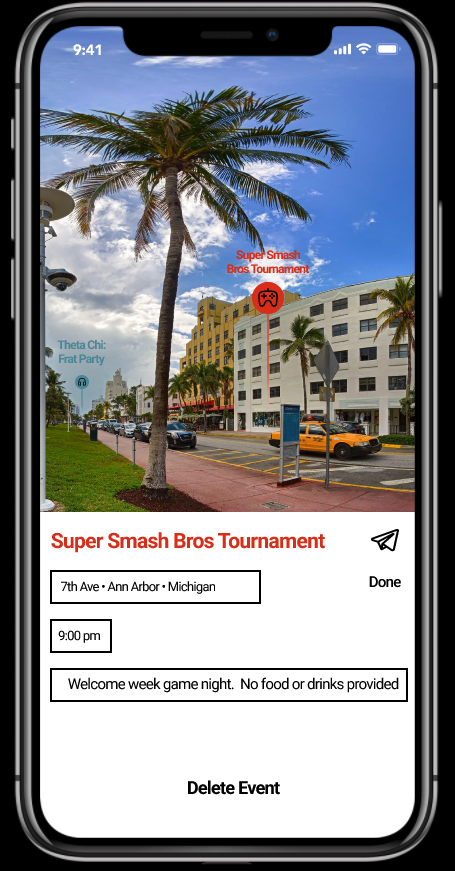 9:41
Super Smash
Bros Tournament
Theta Chi:
Frat Party
Super Smash Bros Tournament
7th Ave • Ann Arbor • Michigan
Done
9:00 pm
Welcome week game night. No food or drinks provided
Delete Event